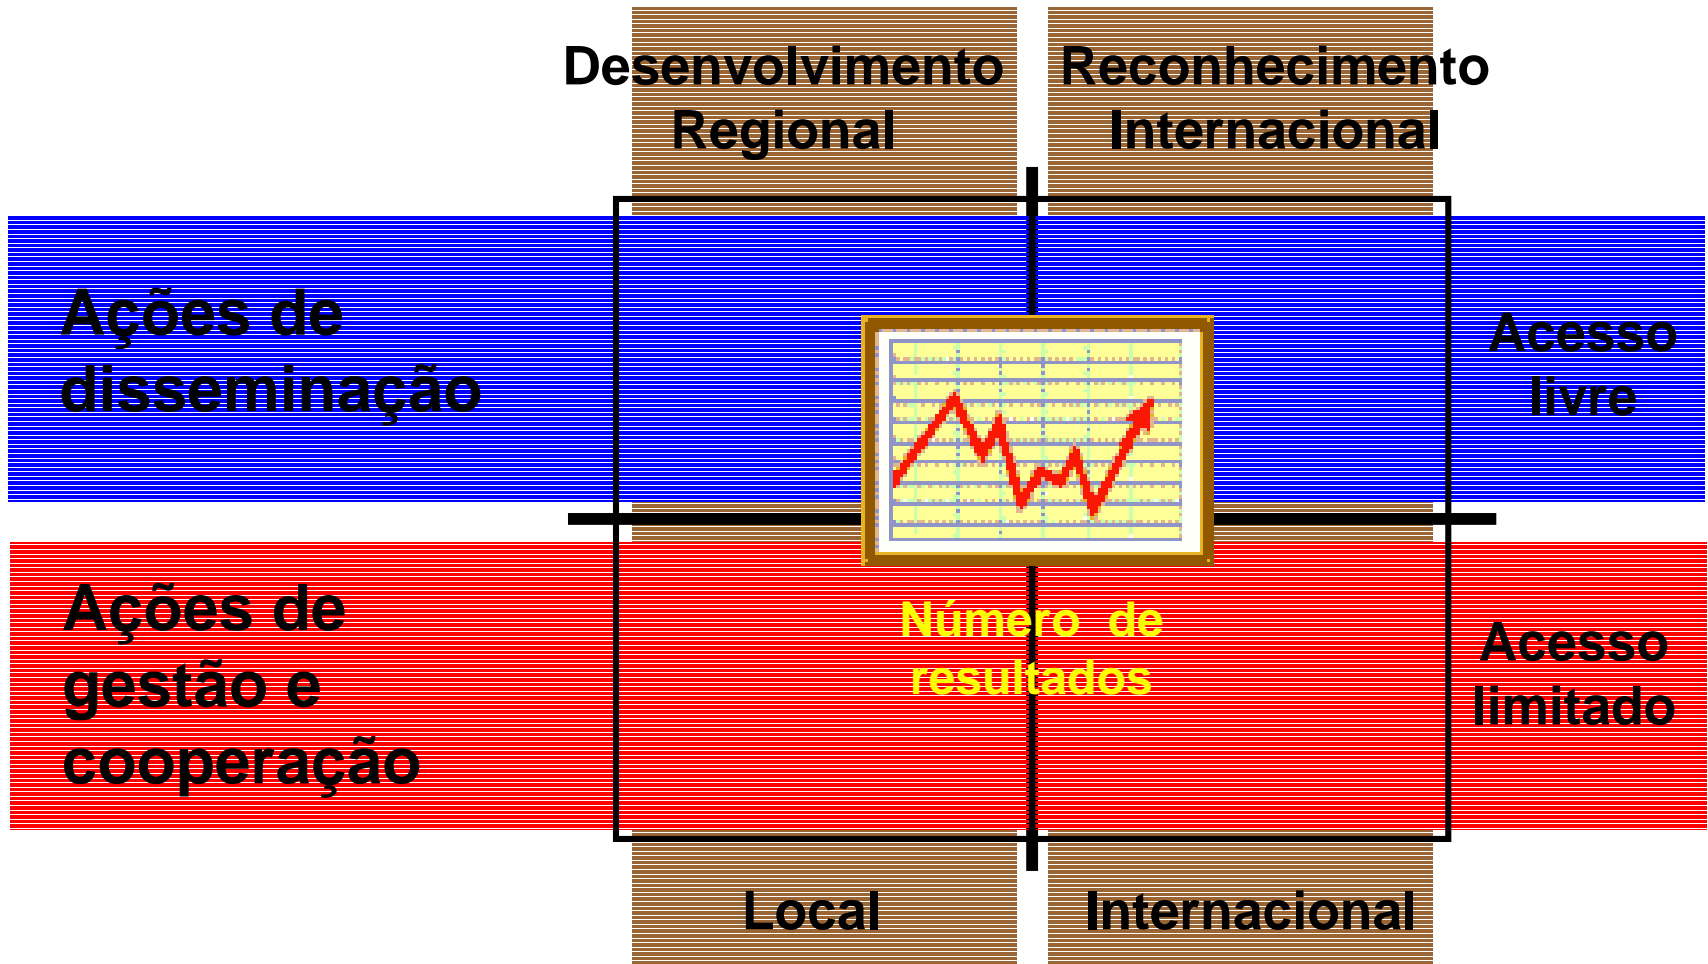 Desenvolvimento
Regional
Reconhecimento
Internacional
Ações de
disseminação
Acesso
livre
Ações de
gestão e
cooperação
Número de
resultados
Acesso
limitado
Local
Internacional